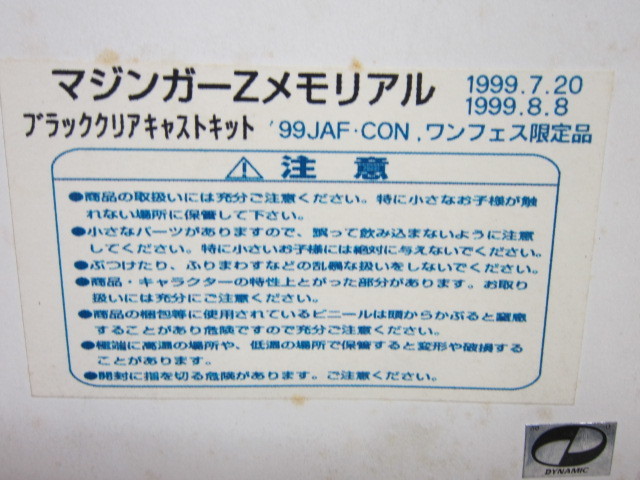 マジンガーZメモリアル 1999.7.20
1999.8.8
ブラッククリアキャストキット '99JAF・CON,ワンフェス限定品
注意
●商品の取扱いには充分ご注意ください。特に小さなお子様が触
れない場所に保管して下さい。
●小さなパーツがありますので、誤って飲み込まないように注意
してください。特に小さいお子様には絶対に与えないでください。
●ぶつけたり、ふりまわすなどの乱暴な扱いをしないでください。
●商品・キャラクターの特性上とがった部分があります。お取り
扱いには充分にご注意ください。
●商品の梱包等に使用されているビニールは頭からかぶると窒息
することがあり危険ですので充分ご注意ください。
●極端に高温の場所や、低温の場所で保管すると変形や破損する
ことがあります。
●開封に指を切る危険があります。ご注意ください。
DYNAMIC